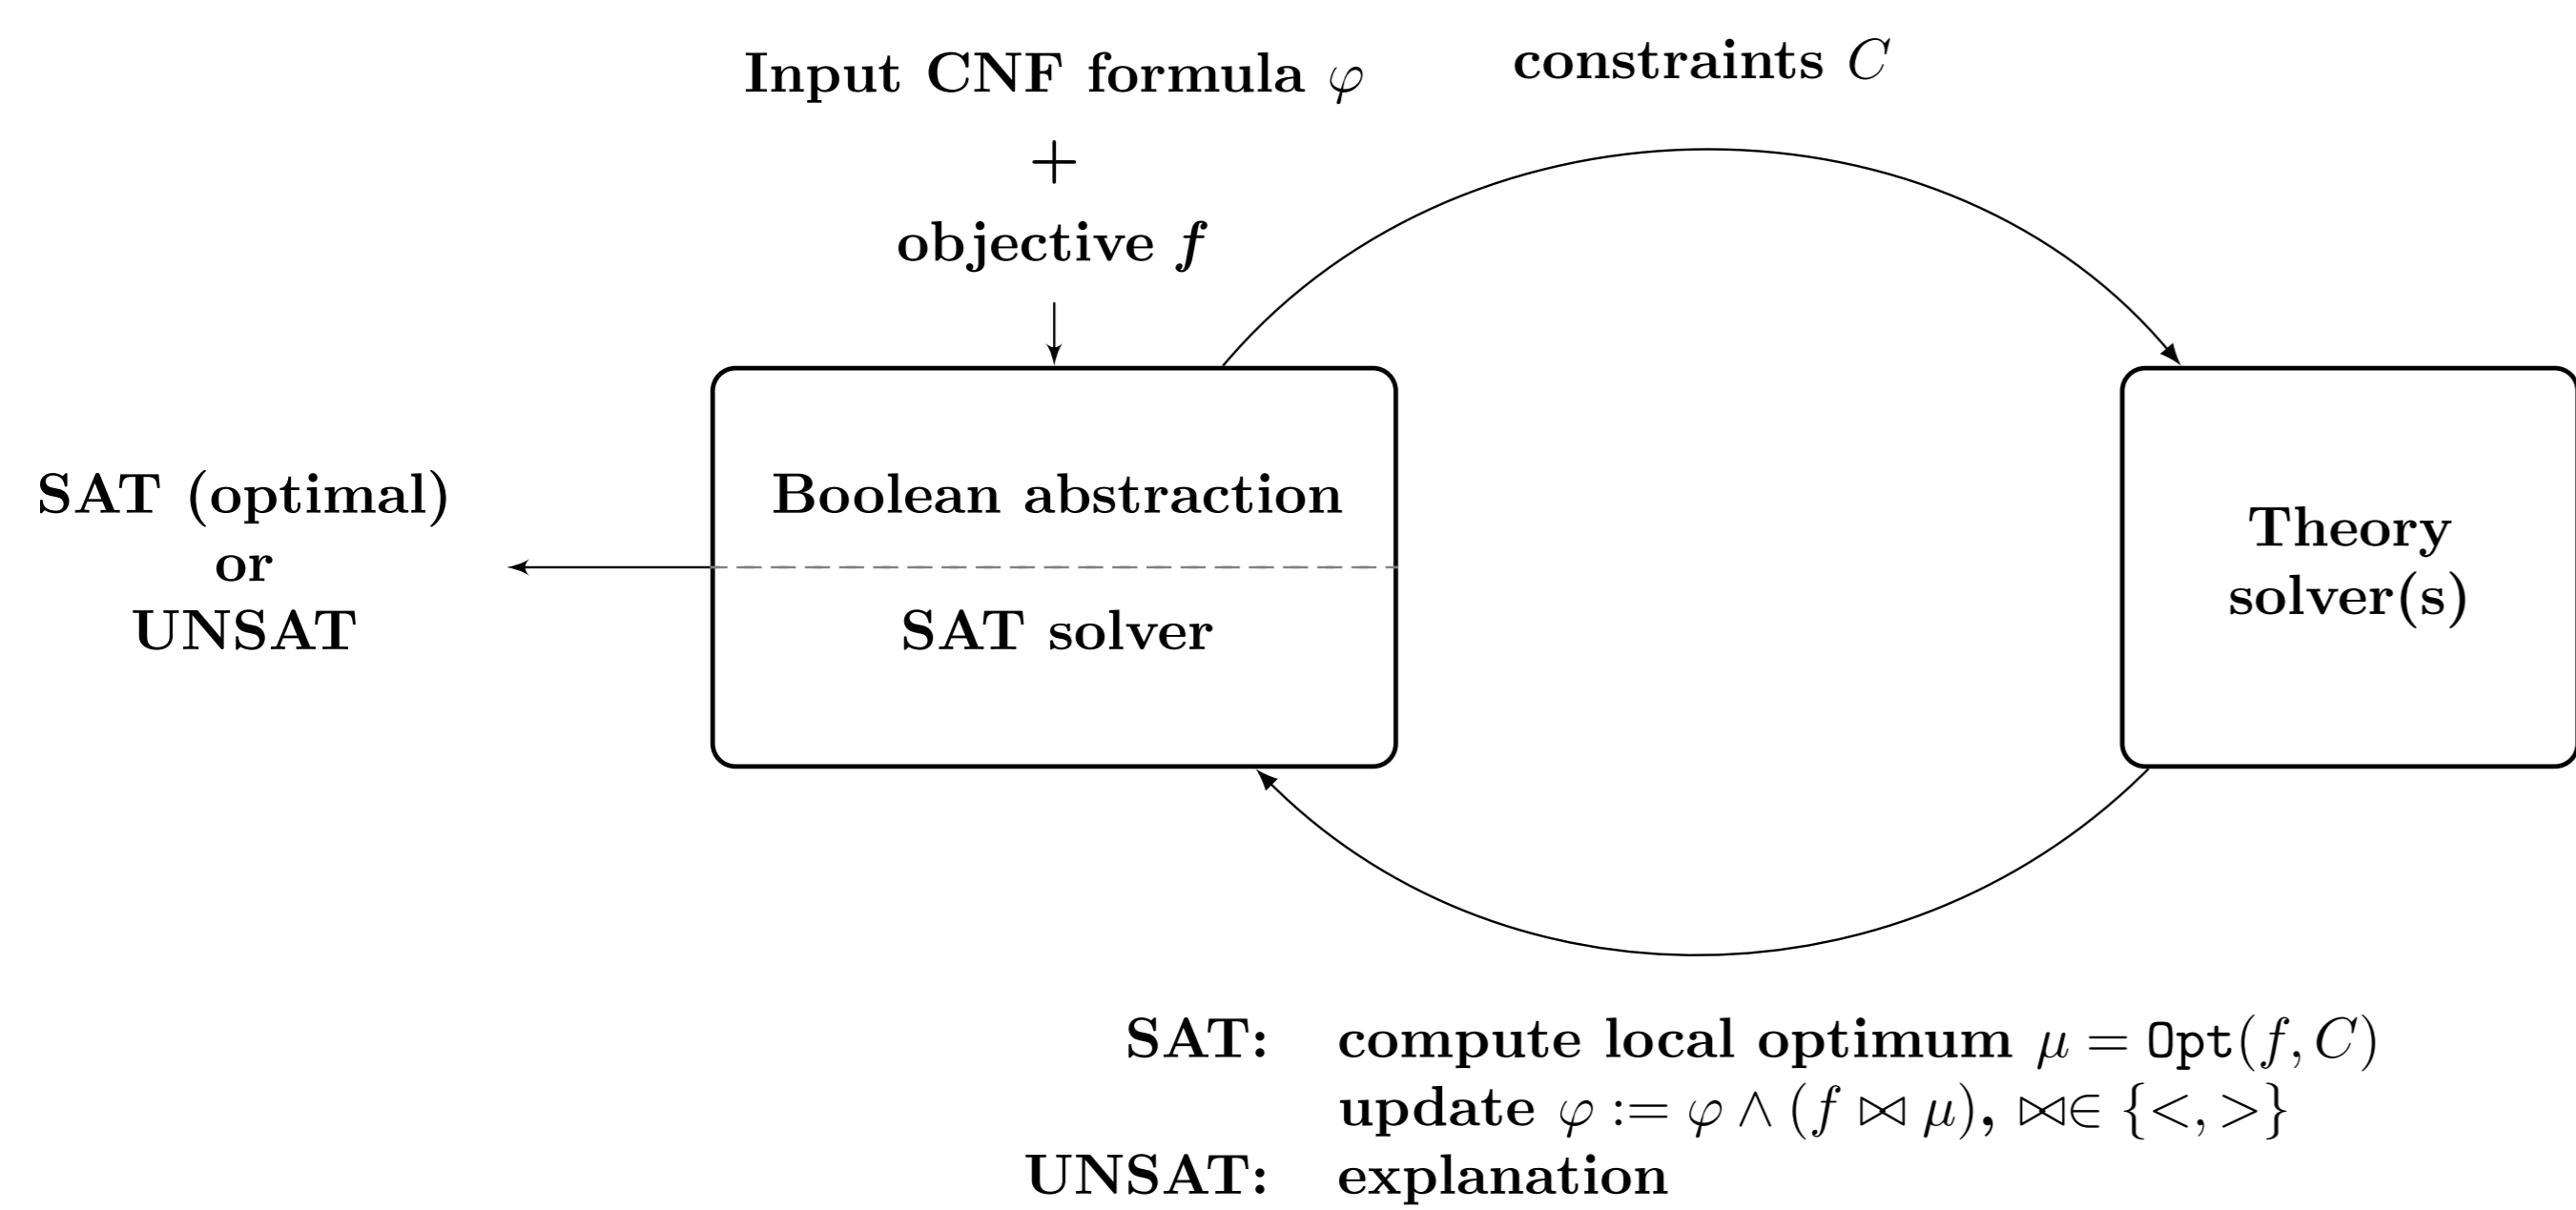 Input CNF formula φ
+
objective f
constraints C
SAT (optimal)
or
UNSAT
Boolean abstraction
SAT solver
Theory
solver(s)
SAT: compute local optimum μ = Opt(f, C)
update φ := φ ∧ (f ⋈ μ), ⋈∈ {<, >}
UNSAT: explanation